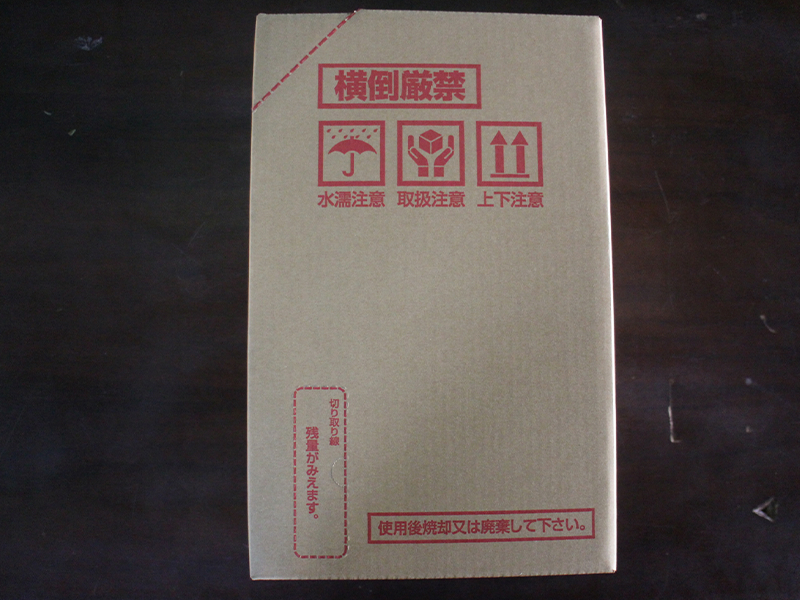 横倒厳禁
水濡注意 取扱注意 上下注意
切り取り線
残量がみえます。
使用後焼却又は廃棄して下さい。